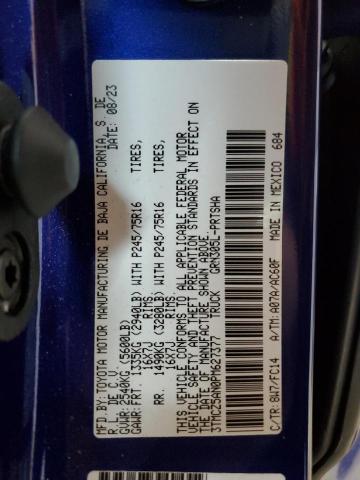 MFD.BY:TOYOTA MOTOR MANUFACTURING DE BAJA CALIFORNIA, S. DE
R.L.DE C.V. DATE: 08/23
GVWR:2540KG(5600LB)
GAWR:FRT. 1335KG (2940LB) WITH P245/75R16 TIRES,
16X7J RIMS
RR. 1490KG (3280LB) WITH P245/75R16 TIRES,
16X7J RIMS
THIS VEHICLE CONFORMS TO ALL APPLICABLE FEDERAL MOTOR
VEHICLE SAFETY AND THEFT PREVENTION STANDARDS IN EFFECT ON
THE DATE OF MANUFACTURE SHOWN ABOVE.
3TMCZ5AN0PM627377 TRUCK GRN305L-PRTSHA
C/TR:8W7/FC14 A/TM:A07A/AC60F MADE IN MEXICO 684